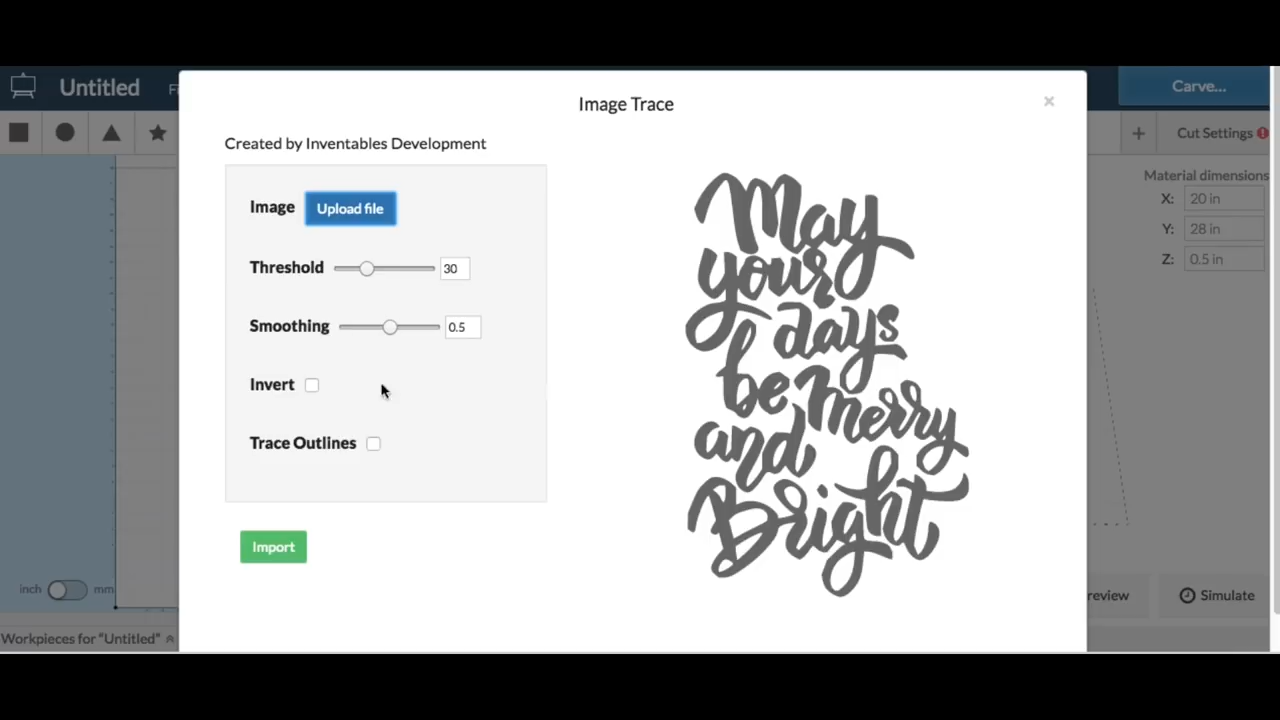 Untitled
Fi
Carve...
Image Trace
×
Created by Inventables Development
Image
Upload file
Threshold
30
Smoothing
0.5
Invert
Trace Outlines
Import
May
your
days
be Merry
and
Bright
+
Cut Settings
Material dimensions
X: 20 in
Y: 28 in
Z: 0.5 in
inch
mm
review
Simulate
Workpieces for “Untitled”